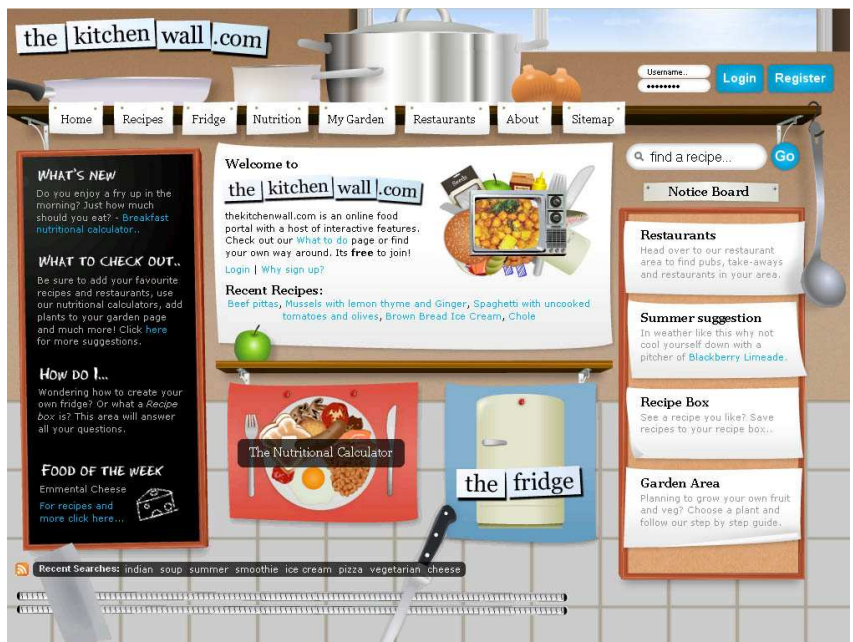 the kitchen wall .com
Username..
Login
Register
Home
Recipes
Fridge
Nutrition
My Garden
Restaurants
About
Sitemap
WHAT'S NEW
Do you enjoy a fry up in the
morning? Just how much
should you eat? - Breakfast
nutritional calculator..
WHAT TO CHECK OUT..
Be sure to add your favourite
recipes and restaurants, use
our nutritional calculators, add
plants to your garden page
and much more! Click here
for more suggestions.
HOW DO I...
Wondering how to create your
own fridge? Or what a Recipe
box is? This area will answer
all your questions.
FOOD OF THE WEEK
Emmental Cheese
For recipes and
more click here...
Welcome to
the kitchen wall .com
thekitchenwall.com is an online food
portal with a host of interactive features.
Check out our What to do page or find
your own way around. Its free to join!
Login | Why sign up?
Recent Recipes:
Beef pittas, Mussels with lemon thyme and Ginger, Spaghetti with uncooked
tomatoes and olives, Brown Bread Ice Cream, Chole
The Nutritional Calculator
the fridge
find a recipe...
Go
Notice Board
Restaurants
Head over to our restaurant
area to find pubs, take-aways
and restaurants in your area.
Summer suggestion
In weather like this why not
cool yourself down with a
pitcher of Blackberry Limeade.
Recipe Box
See a recipe you like? Save
recipes to your recipe box..
Garden Area
Planning to grow your own fruit
and veg? Choose a plant and
follow our step by step guide.
Recent Searches: indian soup summer smoothie ice cream pizza vegetarian cheese